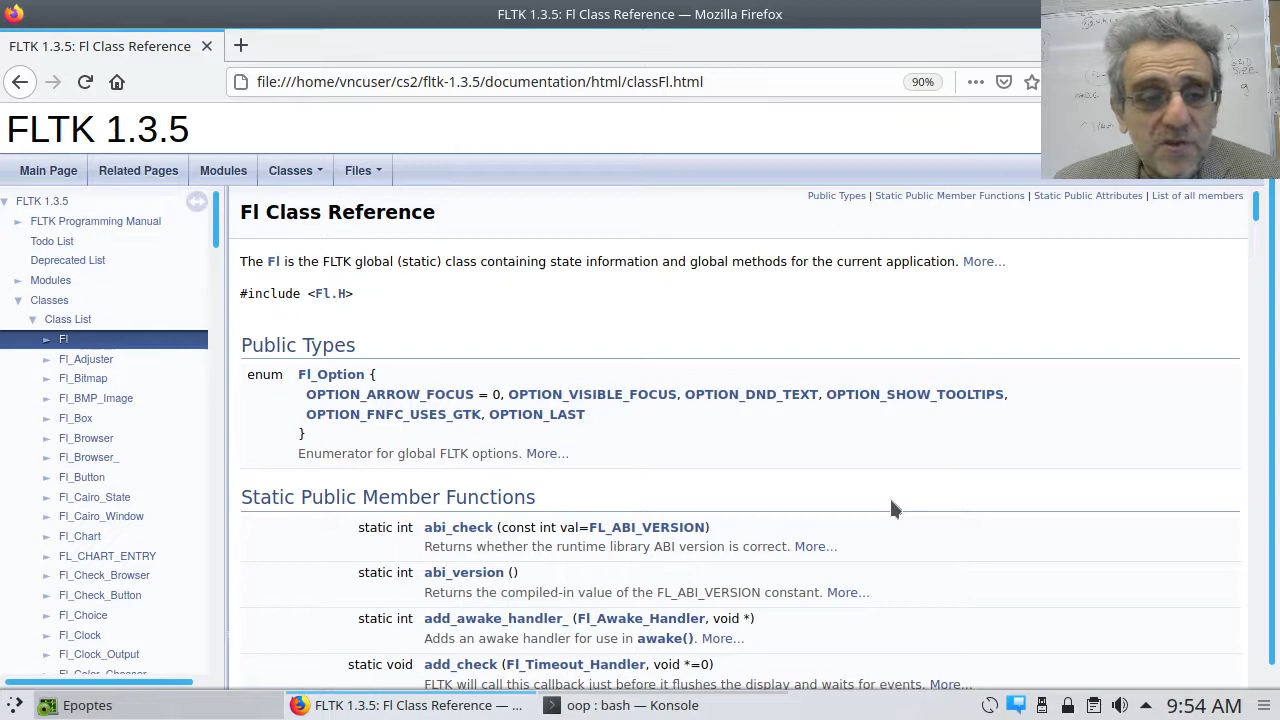 FLTK 1.3.5: Fl Class Reference — Mozilla Firefox
FLTK 1.3.5: Fl Class Reference
file:///home/vncuser/cs2/fltk-1.3.5/documentation/html/classFl.html
90%
FLTK 1.3.5
Main Page
Related Pages
Modules
Classes
Files
FLTK 1.3.5
FLTK Programming Manual
Todo List
Deprecated List
Modules
Classes
Class List
Fl
Fl_Adjuster
Fl_Bitmap
Fl_BMP_Image
Fl_Box
Fl_Browser
Fl_Browser_
Fl_Button
Fl_Cairo_State
Fl_Cairo_Window
Fl_Chart
FL_CHART_ENTRY
Fl_Check_Browser
Fl_Check_Button
Fl_Choice
Fl_Clock
Fl_Clock_Output
Fl_Color_Chooser
Public Types | Static Public Member Functions | Static Public Attributes | List of all members
Fl Class Reference
The Fl is the FLTK global (static) class containing state information and global methods for the current application. More...
#include <Fl.H>
Public Types
enum Fl_Option {
OPTION_ARROW_FOCUS = 0, OPTION_VISIBLE_FOCUS, OPTION_DND_TEXT, OPTION_SHOW_TOOLTIPS,
OPTION_FNFC_USES_GTK, OPTION_LAST
}
Enumerator for global FLTK options. More...
Static Public Member Functions
static int abi_check (const int val=FL_ABI_VERSION)
Returns whether the runtime library ABI version is correct. More...
static int abi_version ()
Returns the compiled-in value of the FL_ABI_VERSION constant. More...
static int add_awake_handler_ (Fl_Awake_Handler, void *)
Adds an awake handler for use in awake(). More...
static void add_check (Fl_Timeout_Handler, void *=0)
FLTK will call this callback just before it flushes the display and waits for events. More...
Epoptes
FLTK 1.3.5: Fl Class Reference — ...
oop : bash — Konsole
9:54 AM